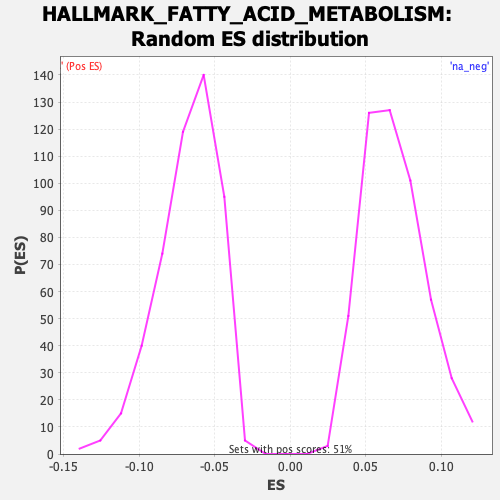 HALLMARK_FATTY_ACID_METABOLISM:
Random ES distribution
' (Pos ES)
'na_neg'
140
130
120
110
100
90
80
70
60
50
40
30
20
10
0
P(ES)
Sets with pos scores: 51%
-0.15 -0.10 -0.05 0.00 0.05 0.10
ES